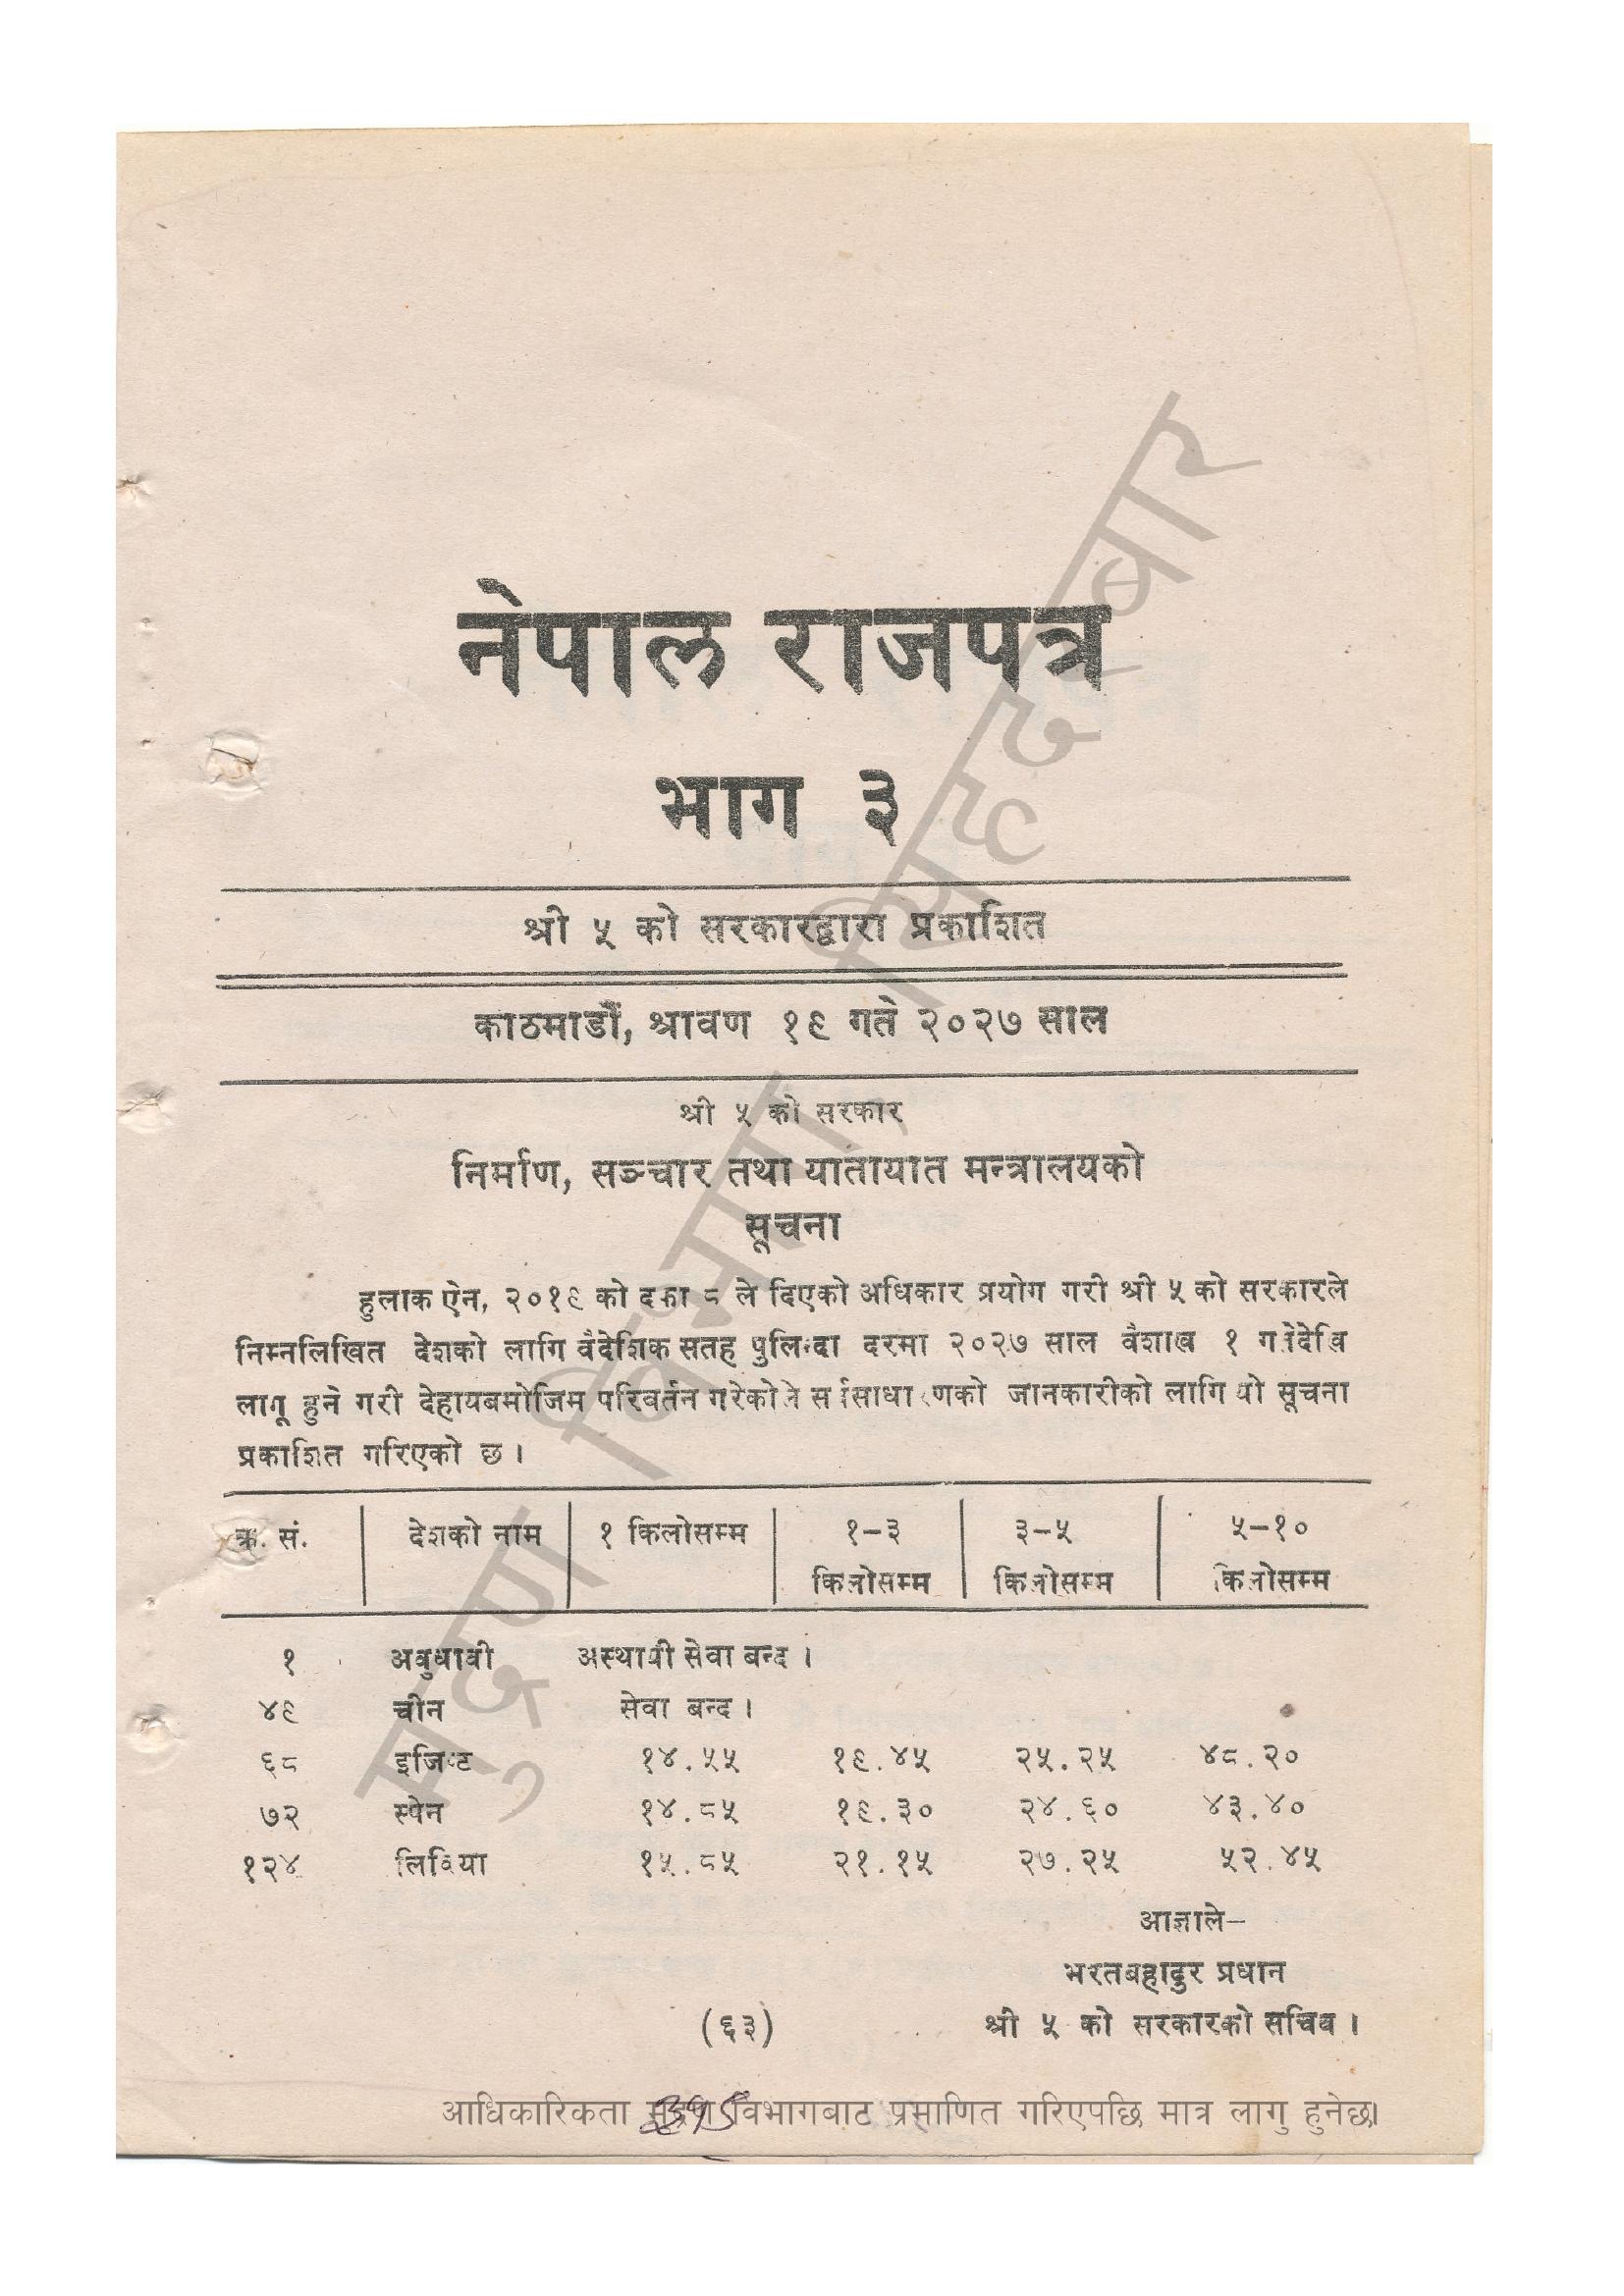 नेपाल राजपत्र
भाग ३
श्री ५ को सरकारद्वारा प्रकाशित
काठमाडौं, श्रावण १९ गते २०२७ साल
श्री ५ को सरकार
निर्माण, सञ्चार तथा यातायात मन्त्रालयको
सूचना
हुलाक ऐन, २०१९ को दफा ८ ले दिएको अधिकार प्रयोग गरी श्री ५ को सरकारले
निम्नलिखित देशको लागि वैदेशिक सतह पुलिन्दा दरमा २०२७ साल वैशाख १ गतेदेखि
लागू हुने गरी देहायबमोजिम परिवर्तन गरेकोले सर्वसाधारणको जानकारीको लागि यो सूचना
प्रकाशित गरिएको छ ।
क्र. सं. देशको नाम १ किलोसम्म १–३ किलोसम्म ३–५ किलोसम्म ५–१० किलोसम्म
१ अबुधाबी अस्थायी सेवा बन्द ।
४९ चीन सेवा बन्द ।
६८ इजिप्ट १४.५५ १९.४५ २५.२५ ४८.२०
७२ स्पेन १४.८५ १९.३० २४.६० ४३.४०
१२४ लिविया १५.८५ २१.१५ २७.२५ ५२.४५
आज्ञाले–
भरतबहादुर प्रधान
श्री ५ को सरकारको सचिव ।
(६३)
आधिकारिकता मुद्रण विभागबाट प्रमाणित गरिएपछि मात्र लागु हुनेछ।
मुद्रण विभाग, सिंहदरबार